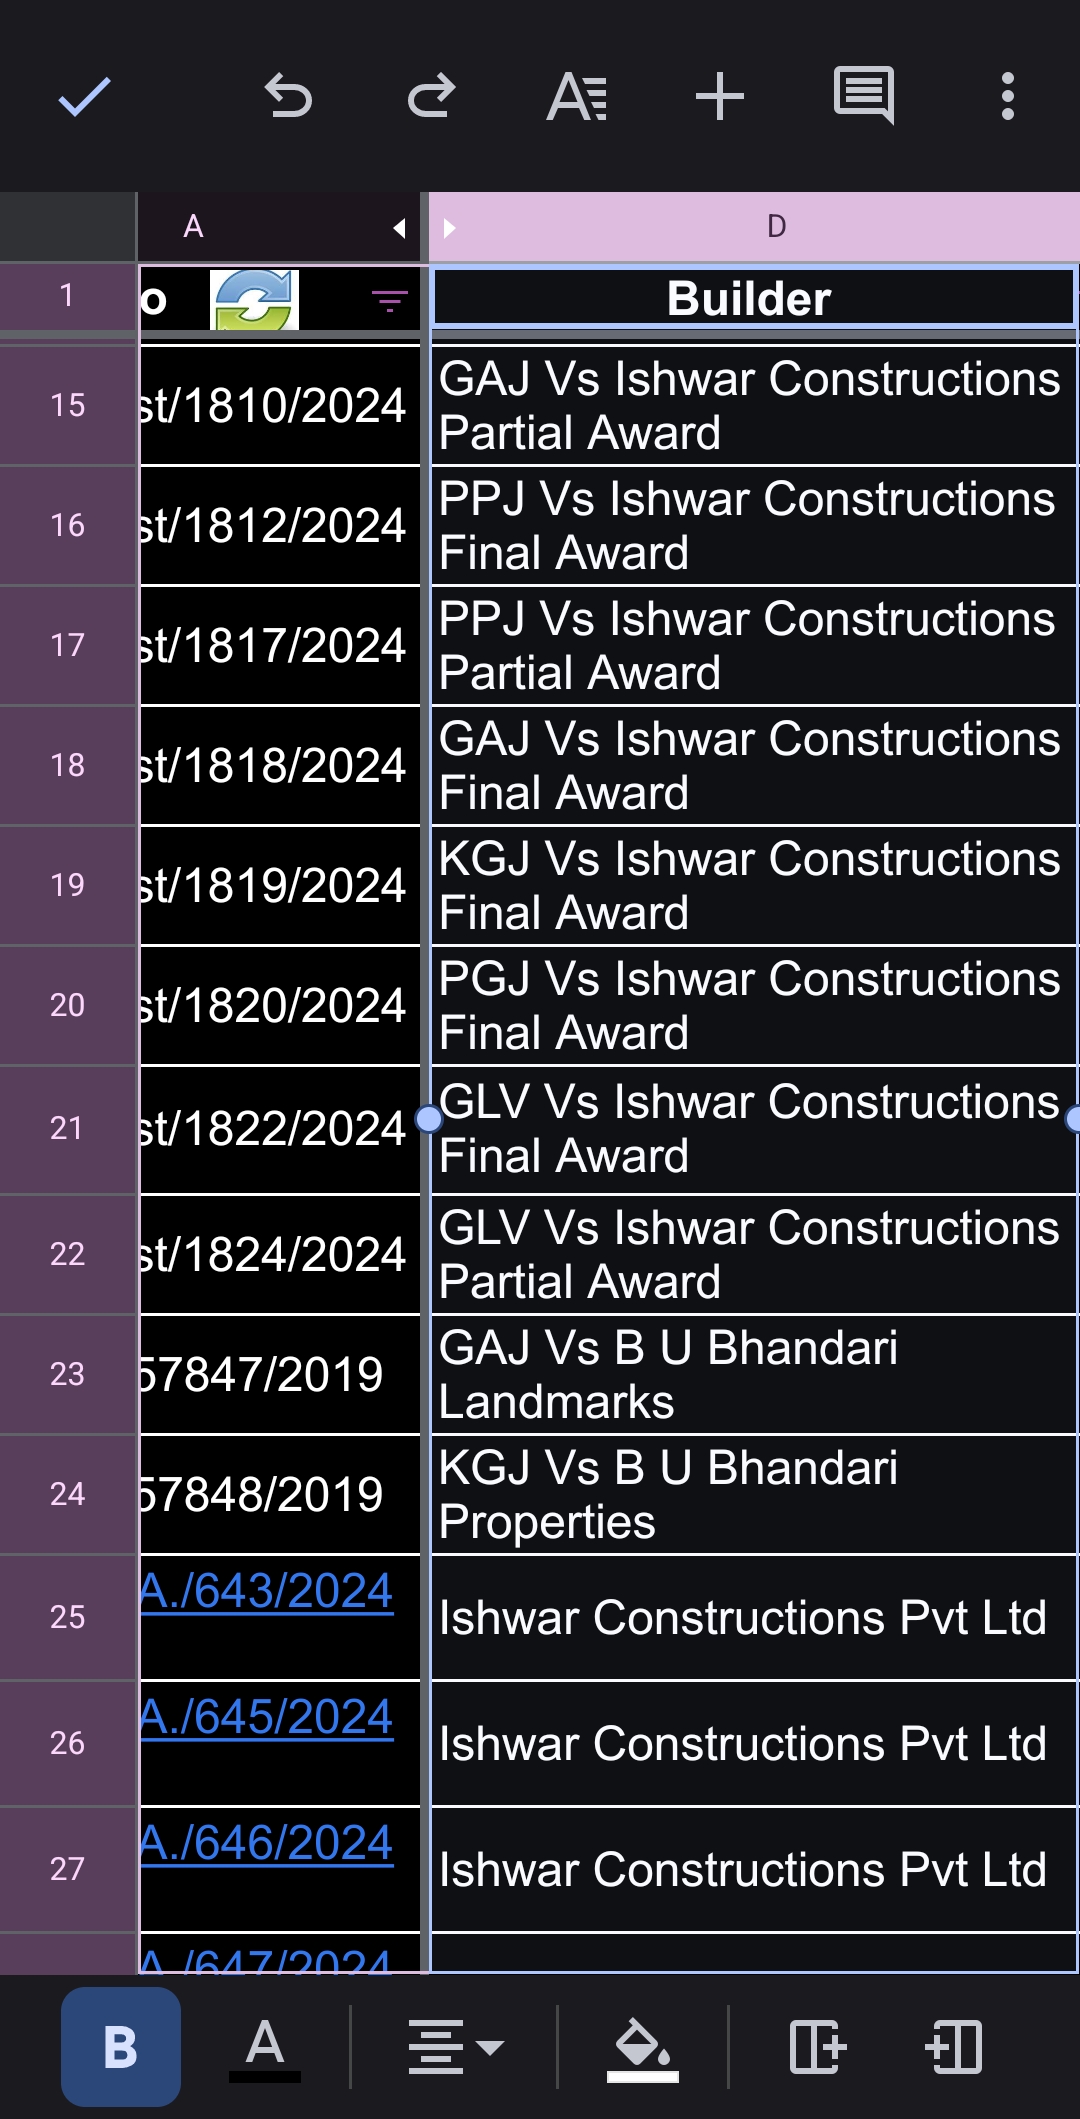 A D
1 o Builder
15 st/1810/2024 GAJ Vs Ishwar Constructions
Partial Award
16 st/1812/2024 PPJ Vs Ishwar Constructions
Final Award
17 st/1817/2024 PPJ Vs Ishwar Constructions
Partial Award
18 st/1818/2024 GAJ Vs Ishwar Constructions
Final Award
19 st/1819/2024 KGJ Vs Ishwar Constructions
Final Award
20 st/1820/2024 PGJ Vs Ishwar Constructions
Final Award
21 st/1822/2024 GLV Vs Ishwar Constructions
Final Award
22 st/1824/2024 GLV Vs Ishwar Constructions
Partial Award
23 57847/2019 GAJ Vs B U Bhandari
Landmarks
24 57848/2019 KGJ Vs B U Bhandari
Properties
25 A./643/2024 Ishwar Constructions Pvt Ltd
26 A./645/2024 Ishwar Constructions Pvt Ltd
27 A./646/2024 Ishwar Constructions Pvt Ltd
A./647/2024
B A